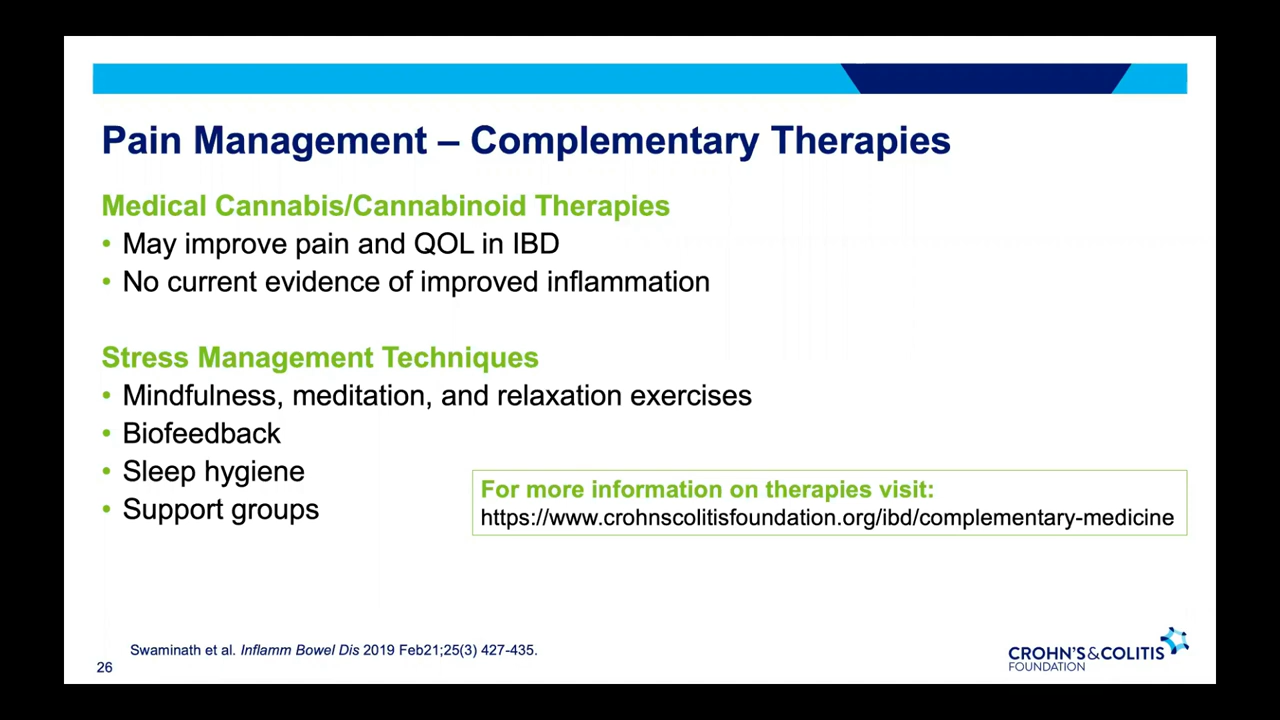 Pain Management – Complementary Therapies
Medical Cannabis/Cannabinoid Therapies
• May improve pain and QOL in IBD
• No current evidence of improved inflammation
Stress Management Techniques
• Mindfulness, meditation, and relaxation exercises
• Biofeedback
• Sleep hygiene
• Support groups
For more information on therapies visit:
https://www.crohnscolitisfoundation.org/ibd/complementary-medicine
Swaminath et al. Inflamm Bowel Dis 2019 Feb21;25(3) 427-435.
26
CROHN'S&COLITIS
FOUNDATION